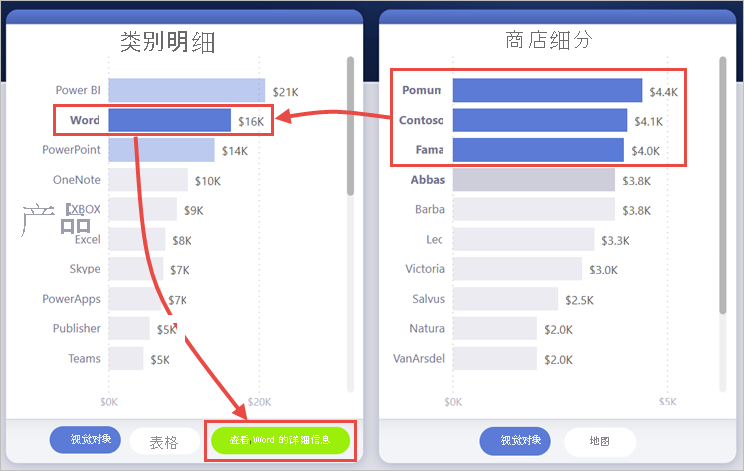 类别明细
Power BI $21K
Word $16K
PowerPoint $14K
OneNote $10K
XBOX $9K
产品
Excel $8K
Skype $7K
PowerApps $7K
Publisher $5K
Teams $5K
$0K $20K
视觉对象 表格 查看 Word 的详细信息
商店细分
Pomum $4.4K
Contoso $4.1K
Fama $4.0K
Abbas $3.8K
Barba $3.8K
Leo $3.3K
Victoria $3.0K
Salvus $2.5K
Natura $2.0K
VanArsdel $2.0K
$0K $5K
视觉对象 地图